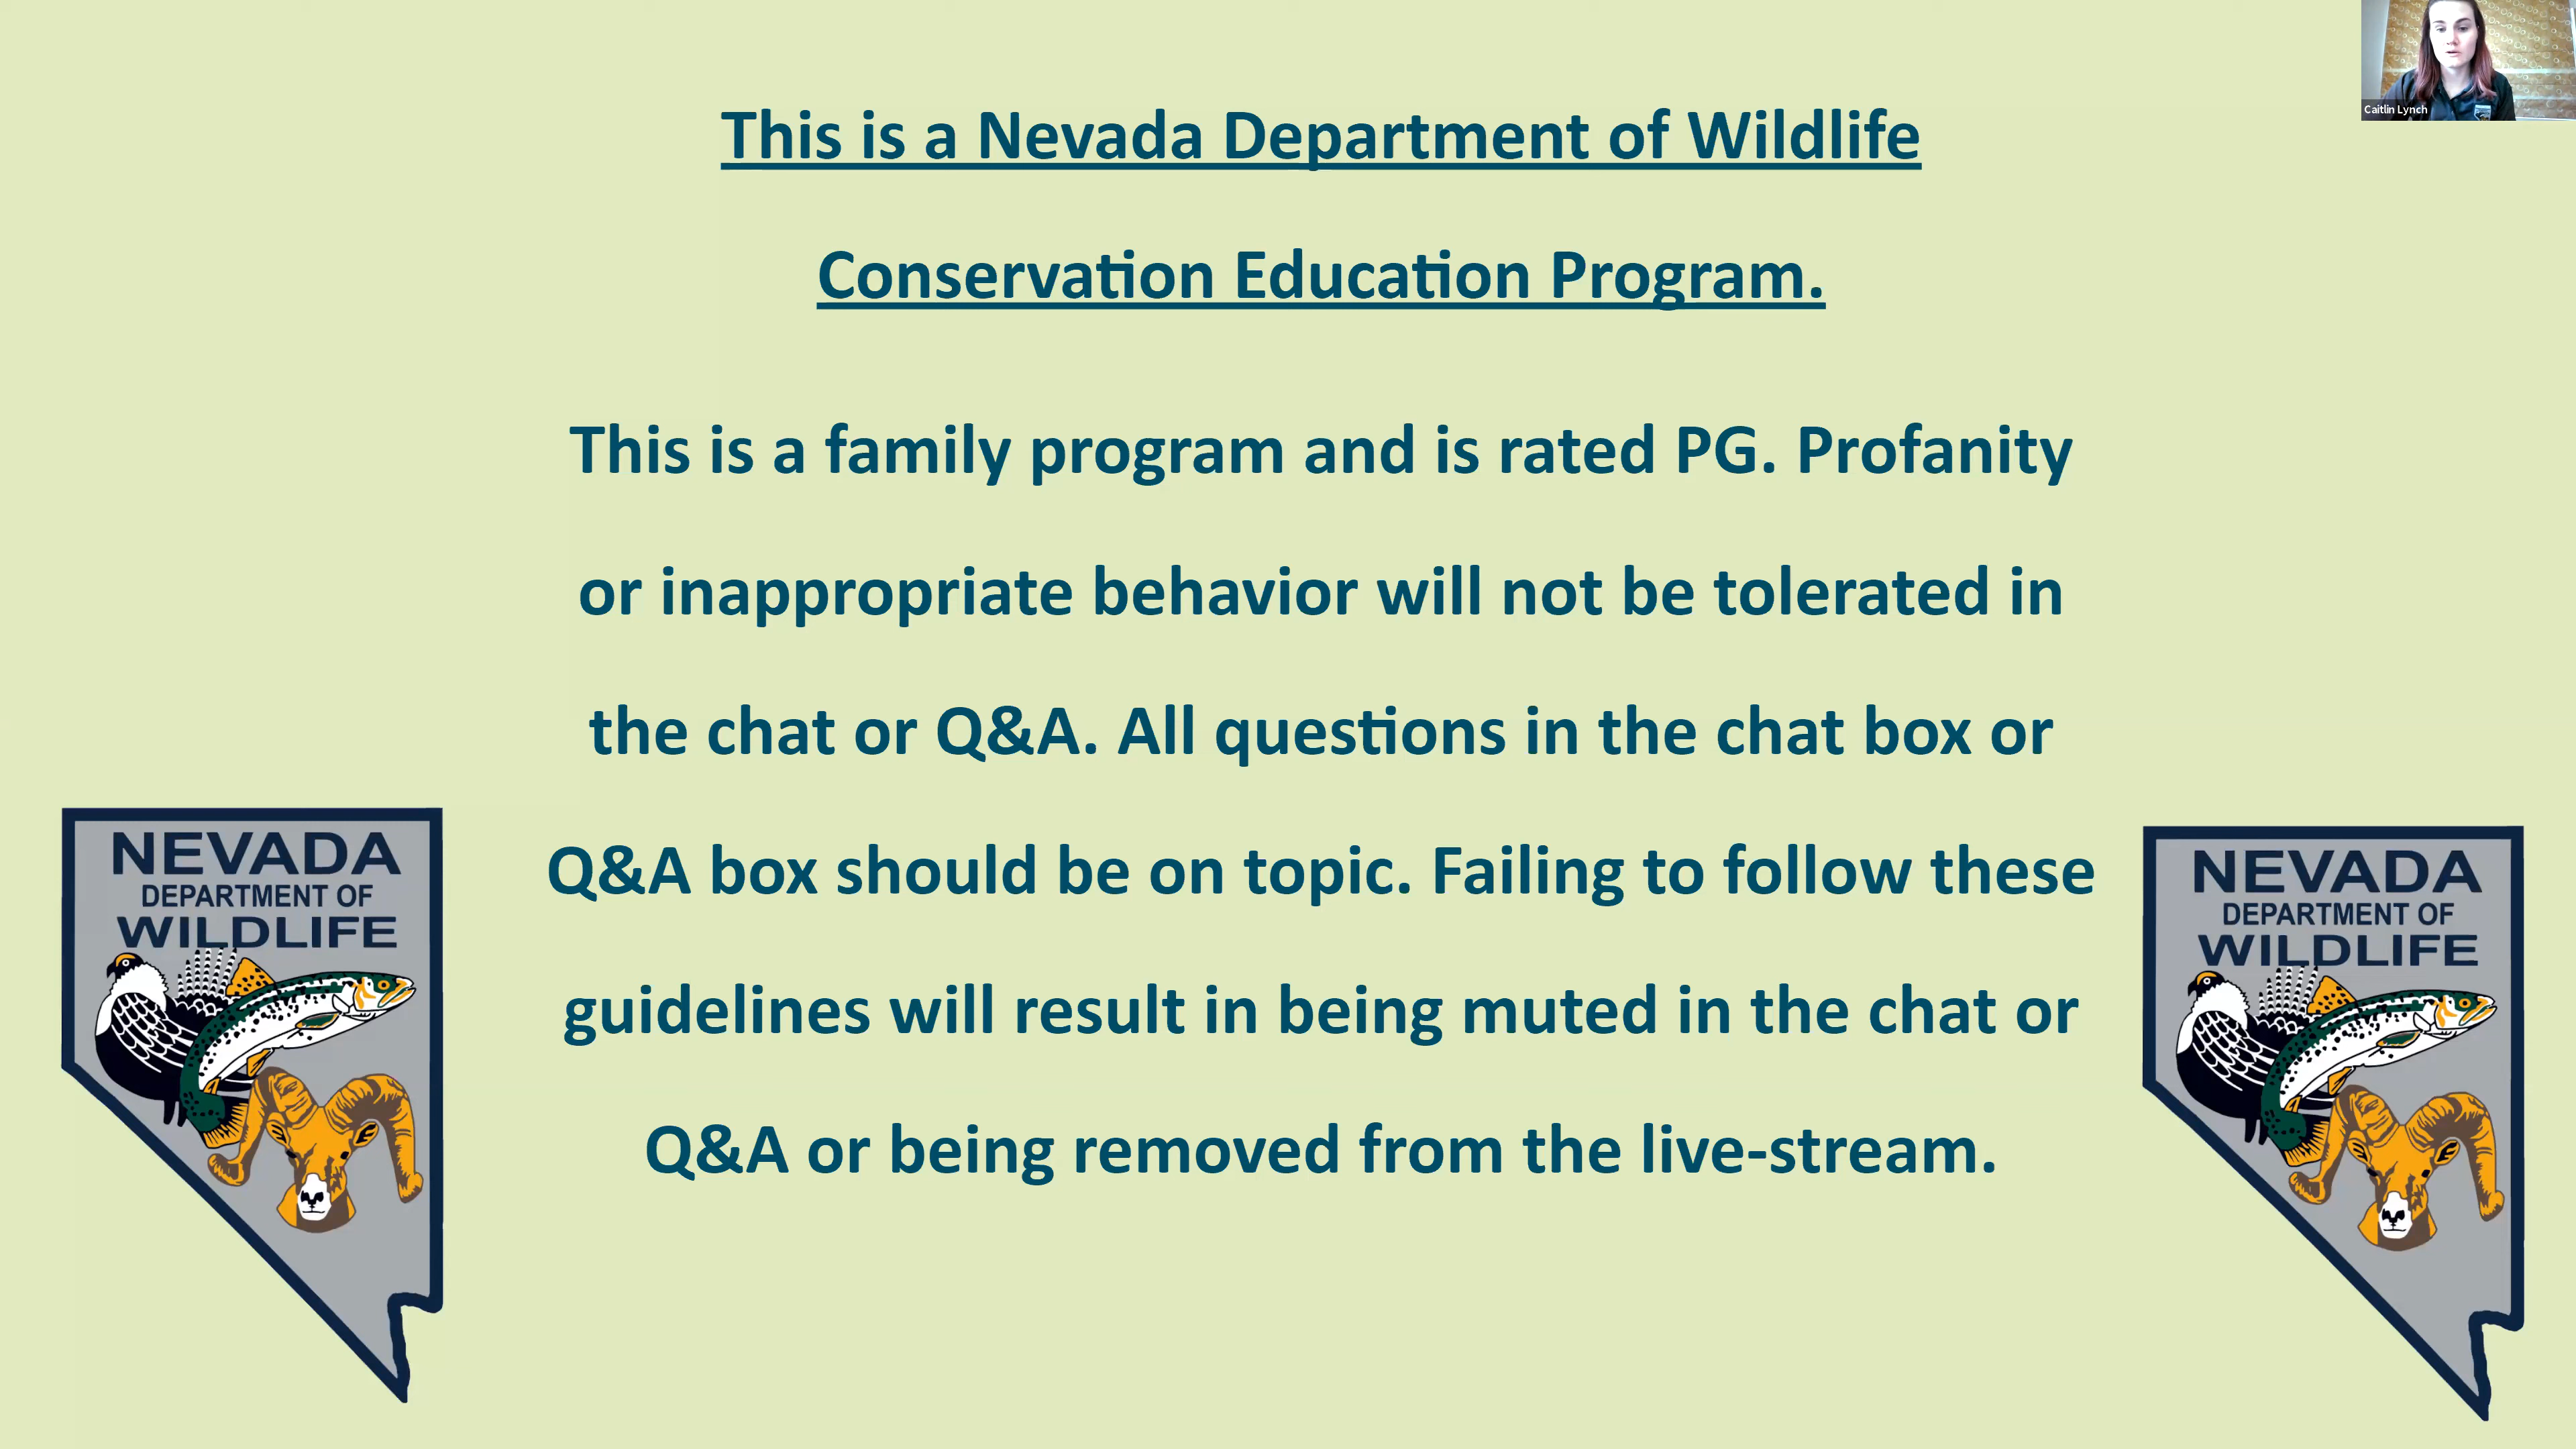 Caitlin Lynch
This is a Nevada Department of Wildlife
Conservation Education Program.
This is a family program and is rated PG. Profanity
or inappropriate behavior will not be tolerated in
the chat or Q&A. All questions in the chat box or
Q&A box should be on topic. Failing to follow these
guidelines will result in being muted in the chat or
Q&A or being removed from the live-stream.
NEVADA
DEPARTMENT OF
WILDLIFE
NEVADA
DEPARTMENT OF
WILDLIFE